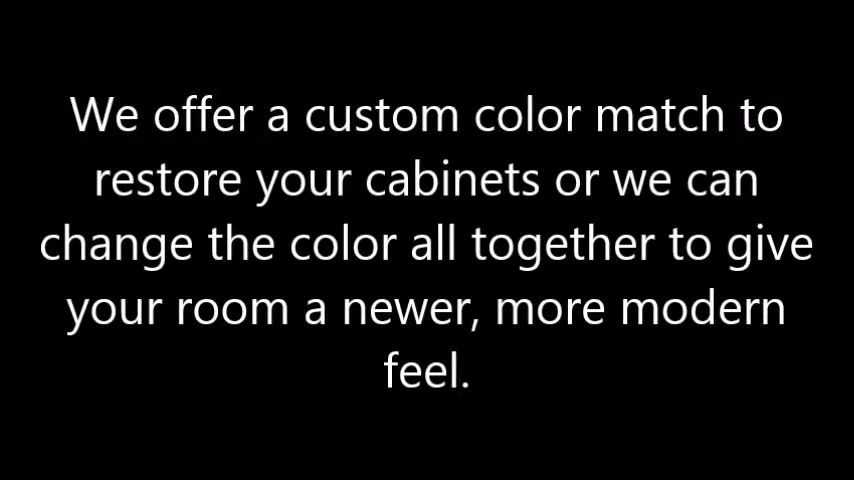 We offer a custom color match to
restore your cabinets or we can
change the color all together to give
your room a newer, more modern
feel.